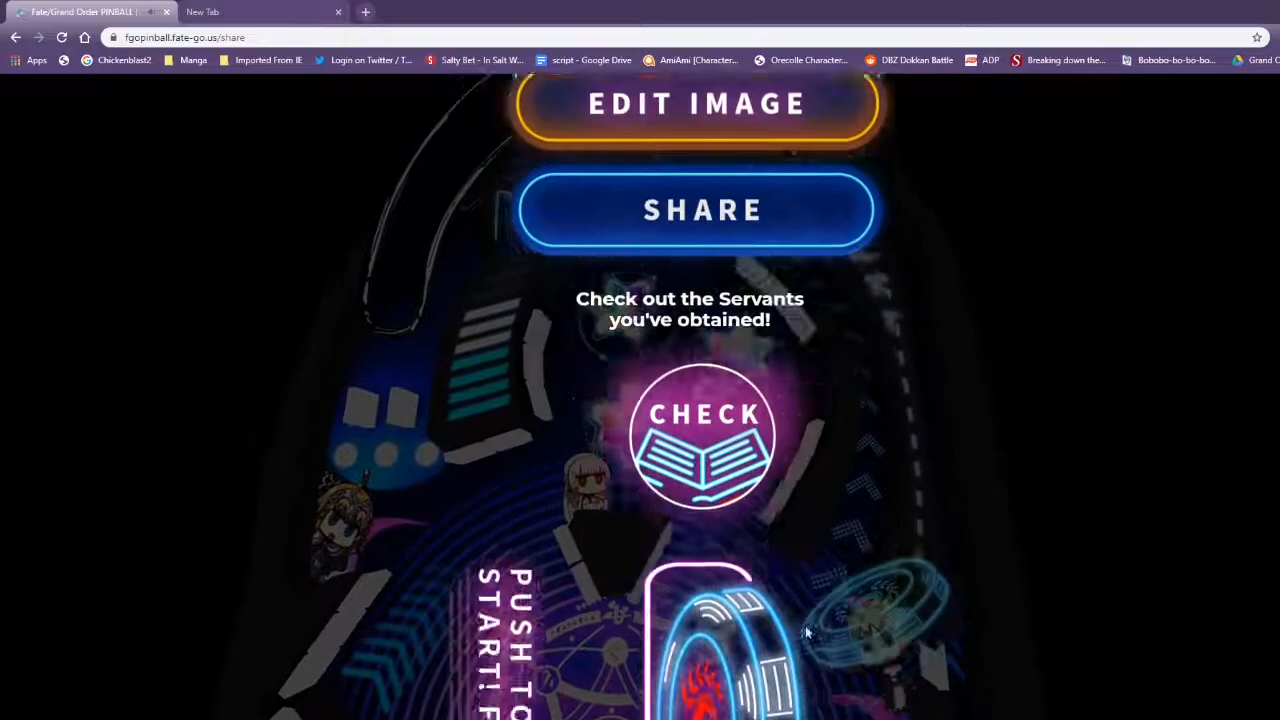 Fate/Grand Order PINBALL |
New Tab
fgopinball.fate-go.us/share
Apps
Chickenblast2
Manga
Imported From IE
Login on Twitter / T...
Salty Bet - In Salt W...
script - Google Drive
AmiAmi [Character...
Orecolle Character...
DBZ Dokkan Battle
ADP
Breaking down the...
Bobobo-bo-bo-bo...
Grand O
EDIT IMAGE
SHARE
Check out the Servants
you've obtained!
CHECK
PUSH TO
START!